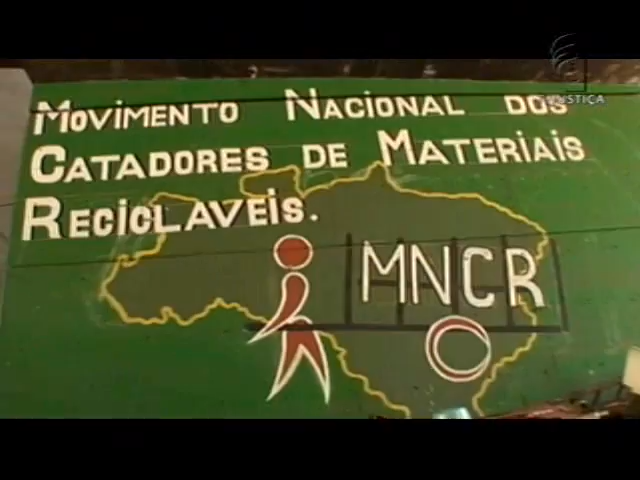 MOVIMENTO NACIONAL DOS
CATADORES DE MATERIAIS
RECICLAVEIS.
MNCR